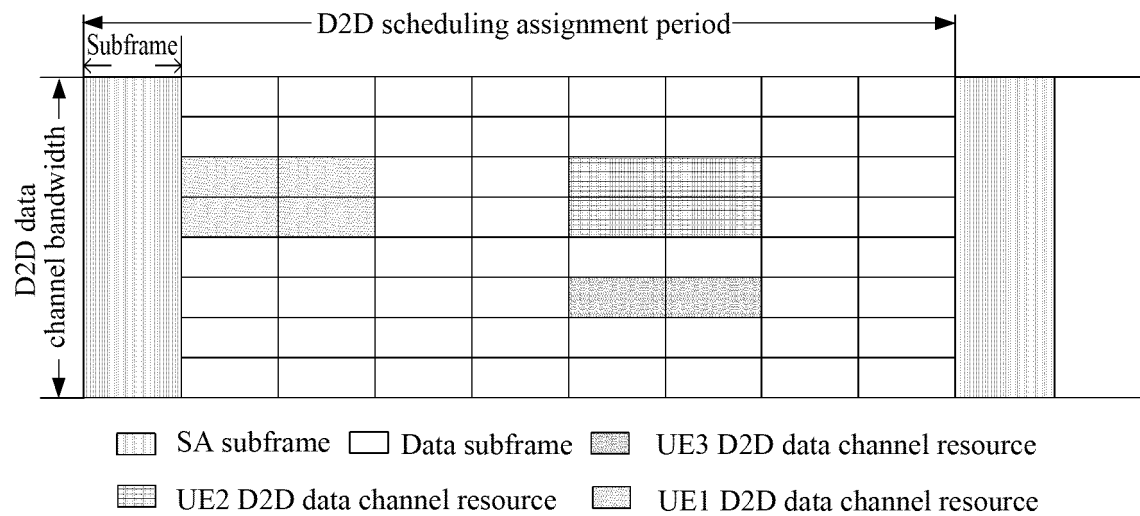 D2D scheduling assignment period
Subframe
D2D data
channel bandwidth
SA subframe Data subframe UE3 D2D data channel resource
UE2 D2D data channel resource UE1 D2D data channel resource